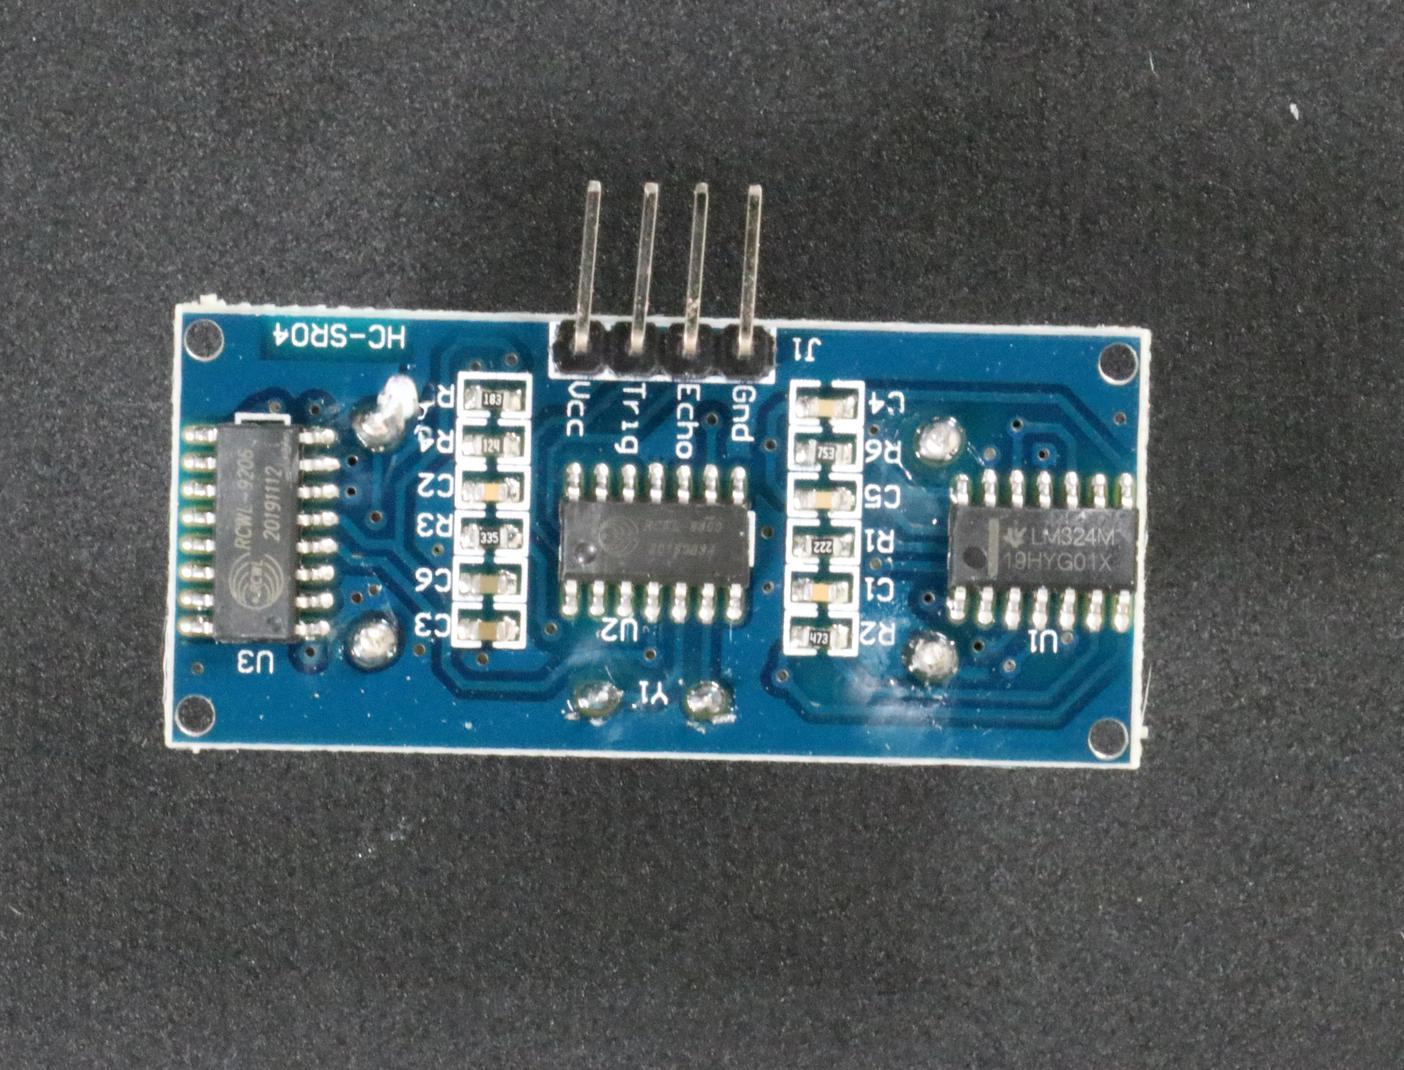 HC-SR04
J1
Vcc
Trig
Echo
Gnd
183
R4
124
C2
R3
335
C6
C3
C4
R6
753
C5
R1
222
C1
R2
473
RCWL-9206
20191112
RCWL
U3
U2
Y1
LM324M
19HYG01X
U1